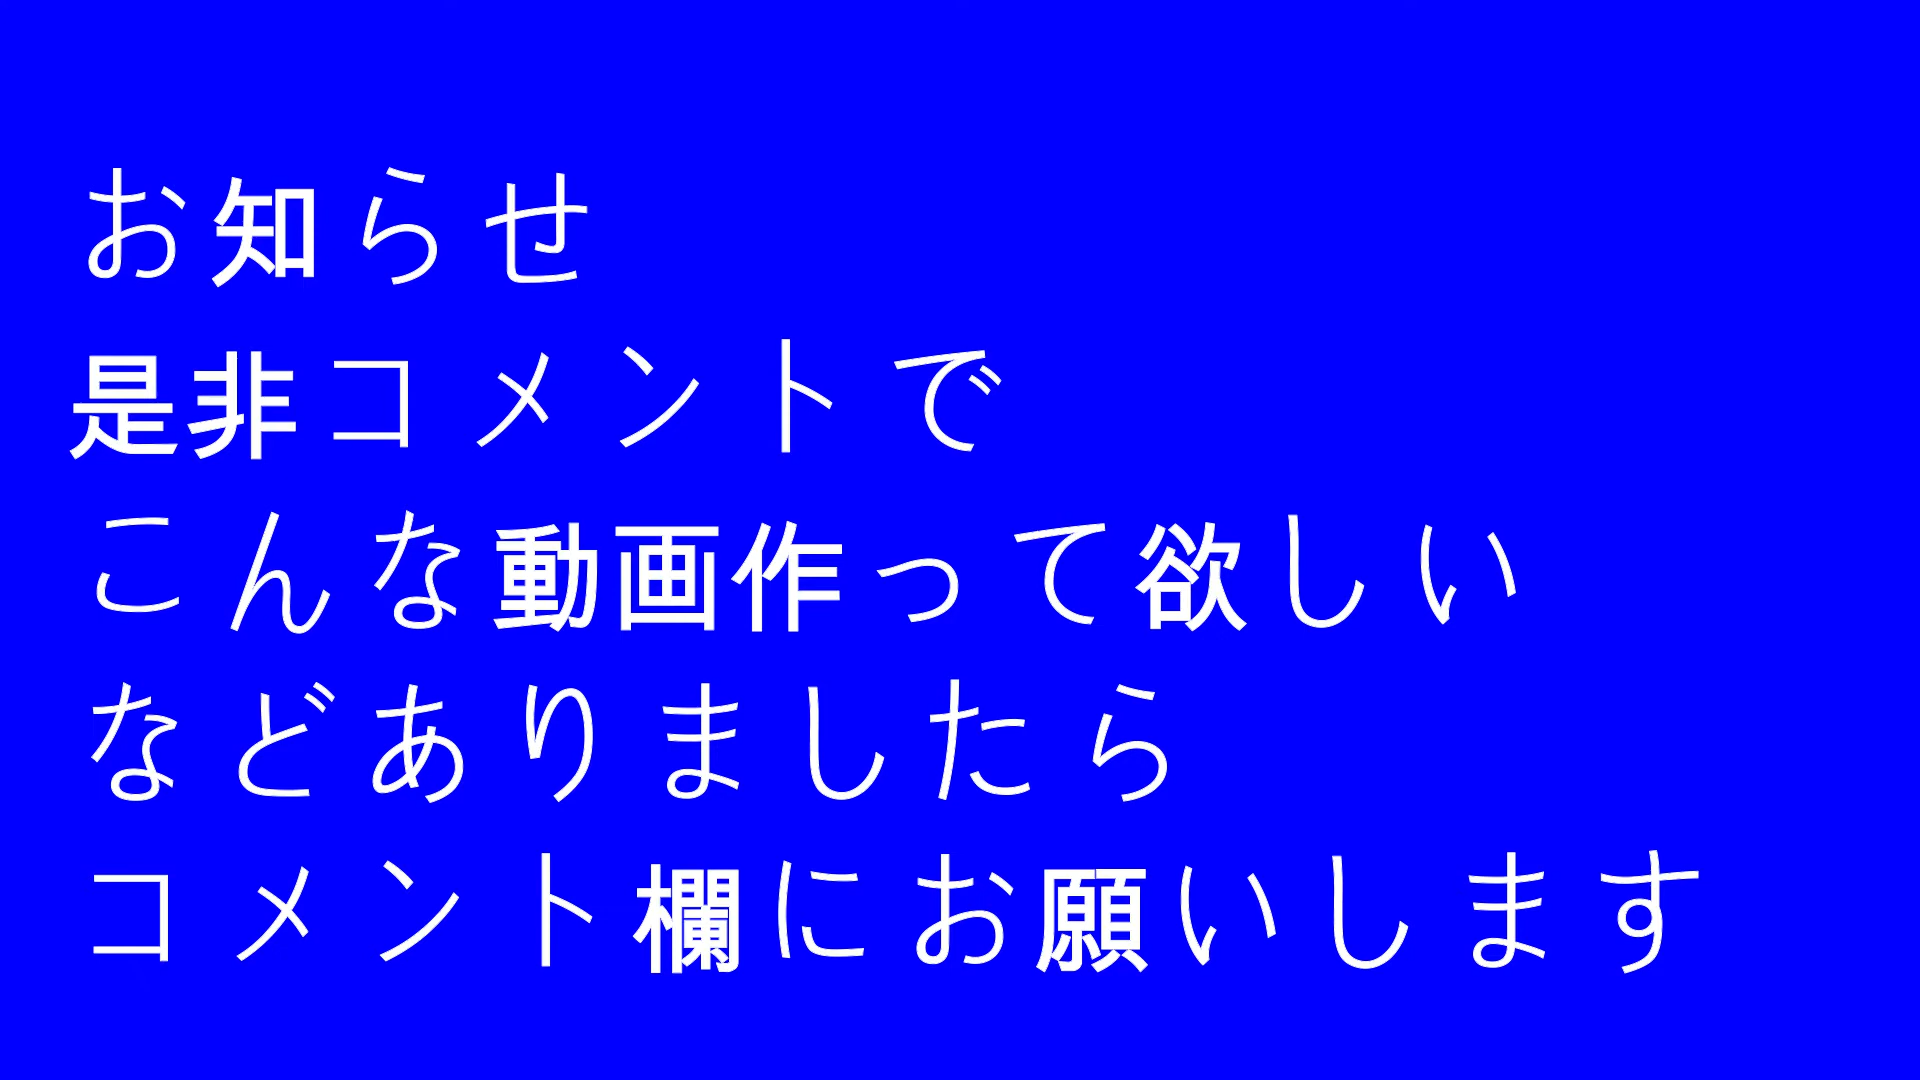 お知らせ
是非コメントで
こんな動画作って欲しい
などありましたら
コメント欄にお願いします